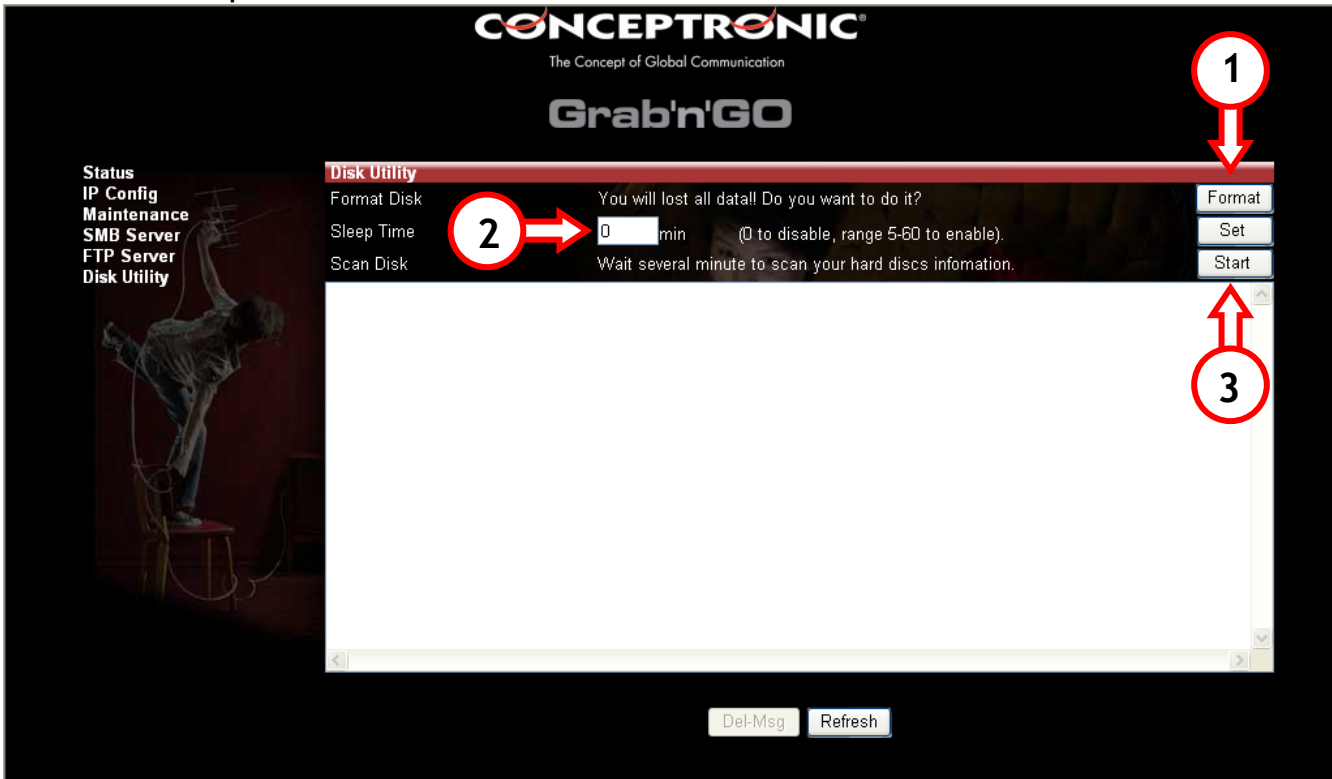 CONCEPTRONIC®
The Concept of Global Communication
Grab'n'GO
1
Status
IP Config
Maintenance
SMB Server
FTP Server
Disk Utility
Disk Utility
Format Disk You will lost all data!! Do you want to do it? Format
Sleep Time 2 0 min (0 to disable, range 5-60 to enable). Set
Scan Disk Wait several minute to scan your hard discs infomation. Start
3
Del-Msg Refresh